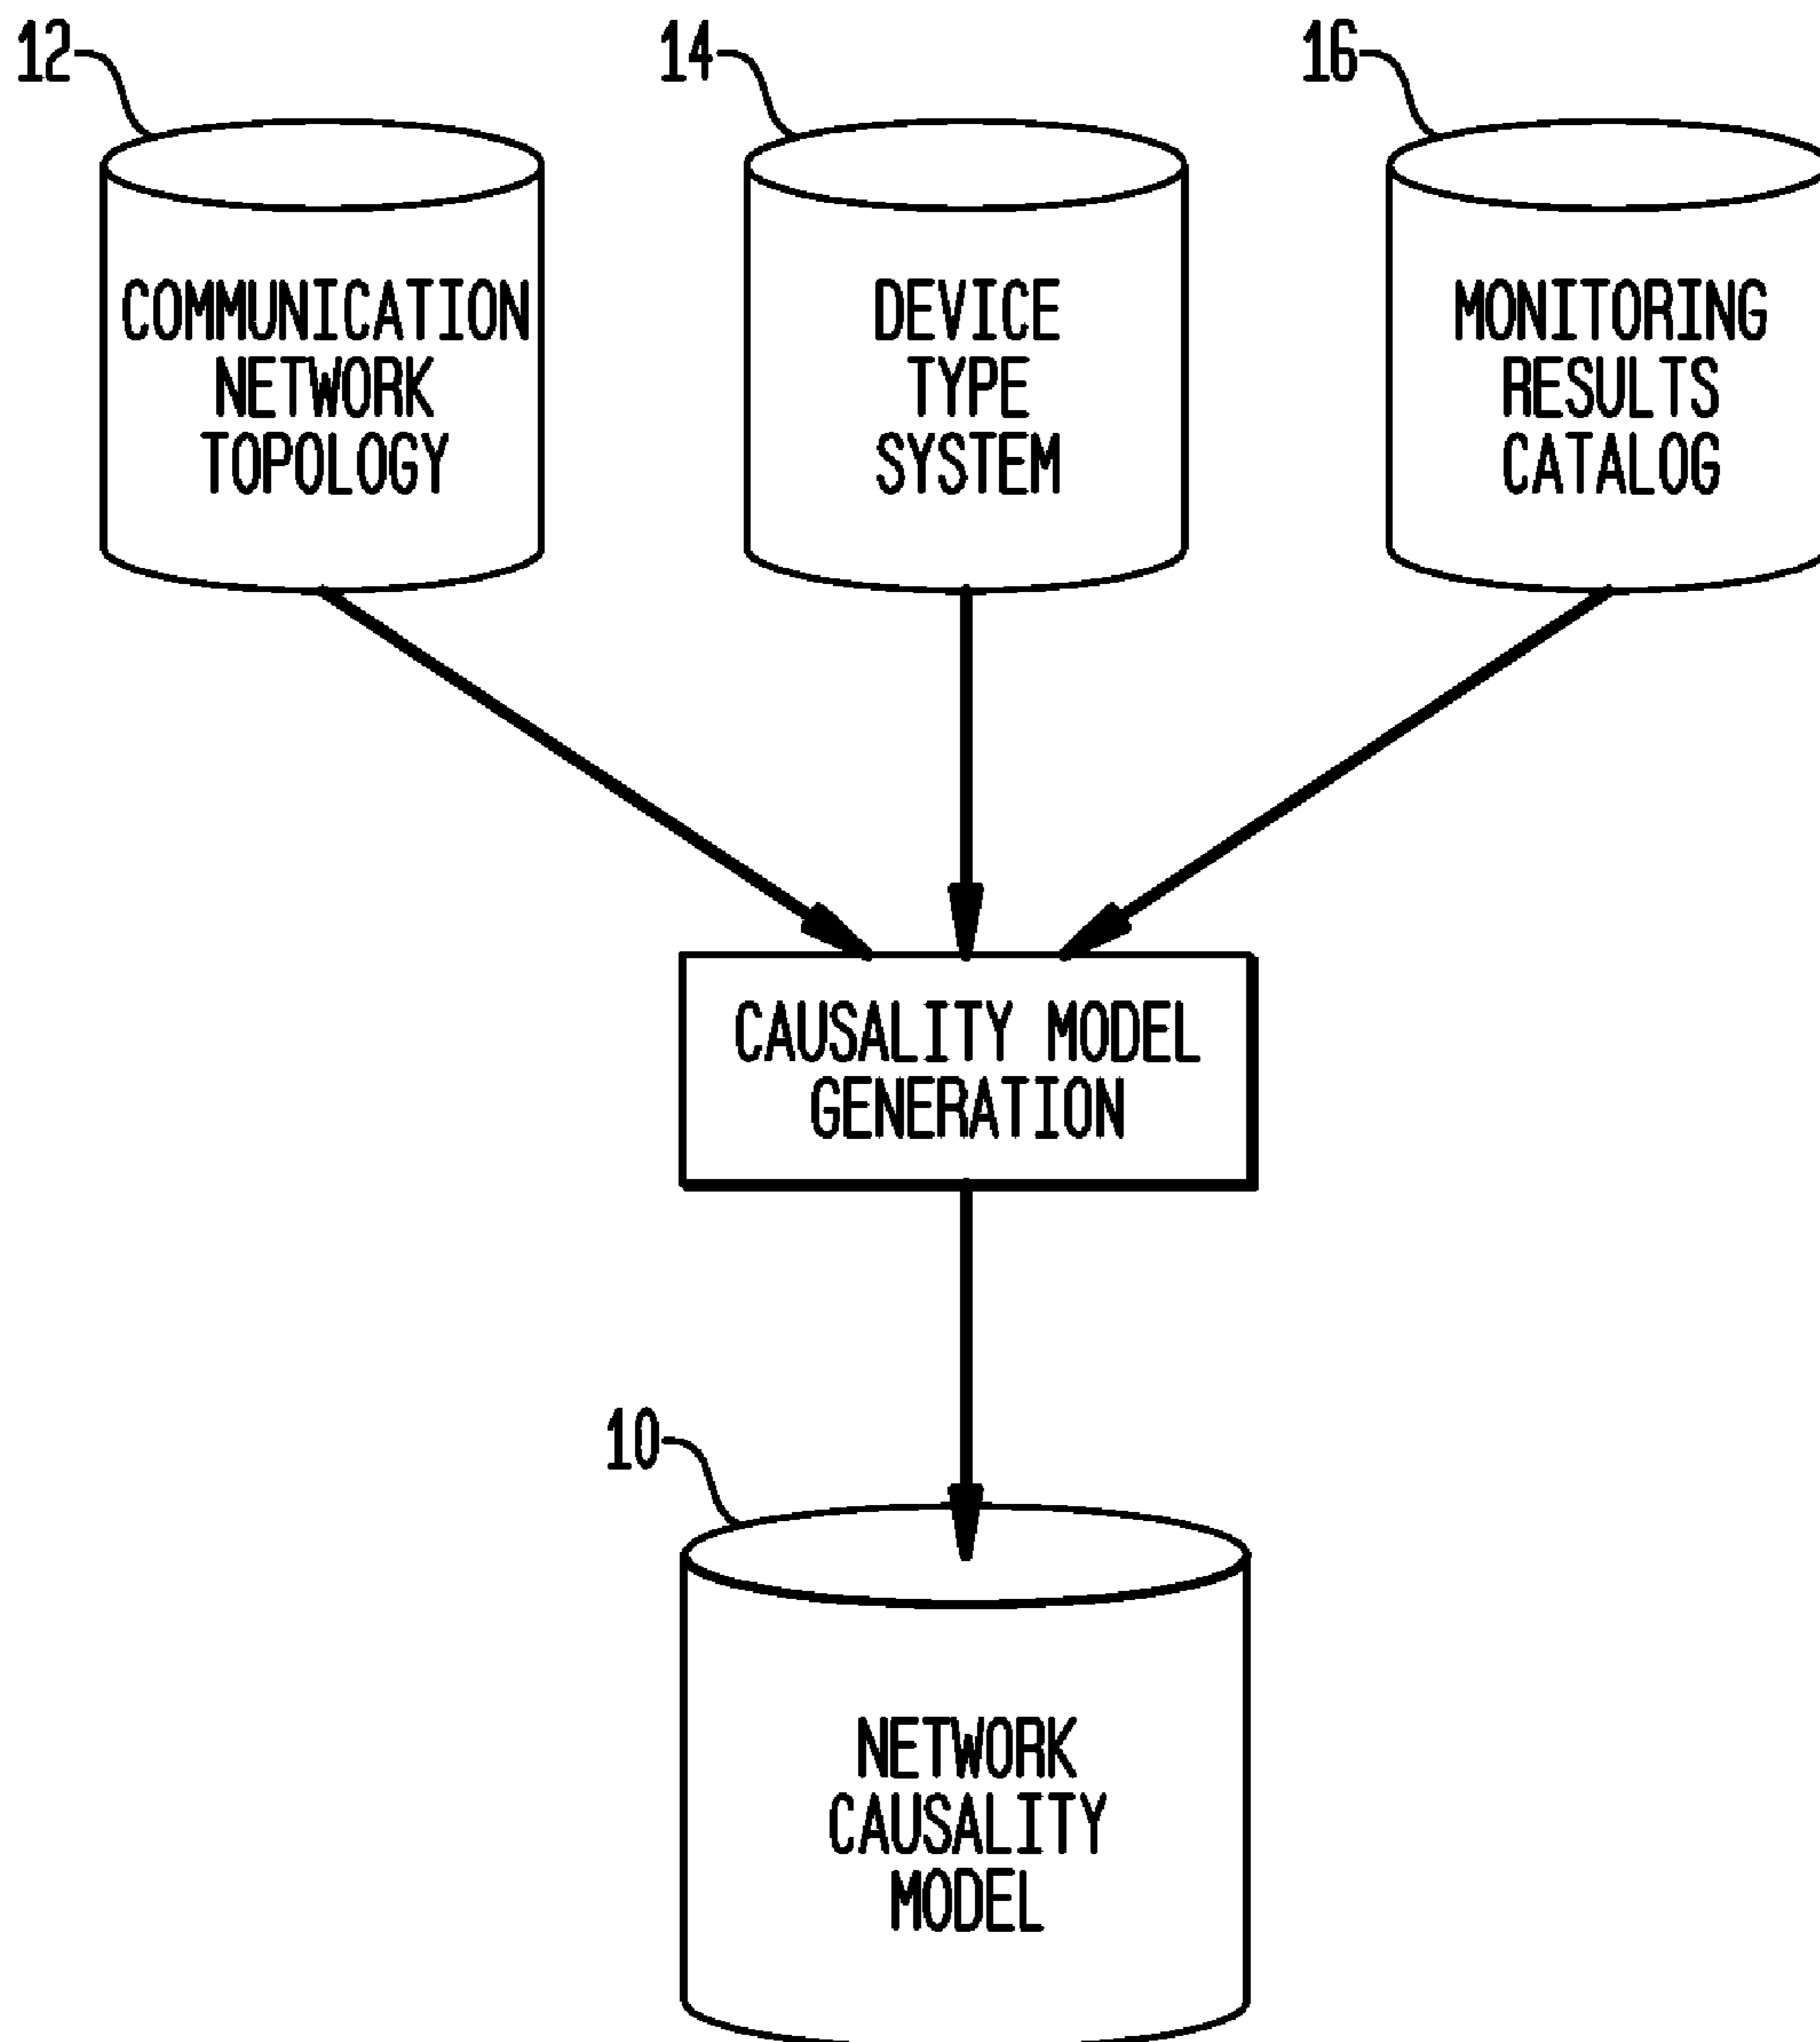 12
14
16
COMMUNICATION
NETWORK
TOPOLOGY
DEVICE
TYPE
SYSTEM
MONITORING
RESULTS
CATALOG
CAUSALITY MODEL
GENERATION
10
NETWORK
CAUSALITY
MODEL